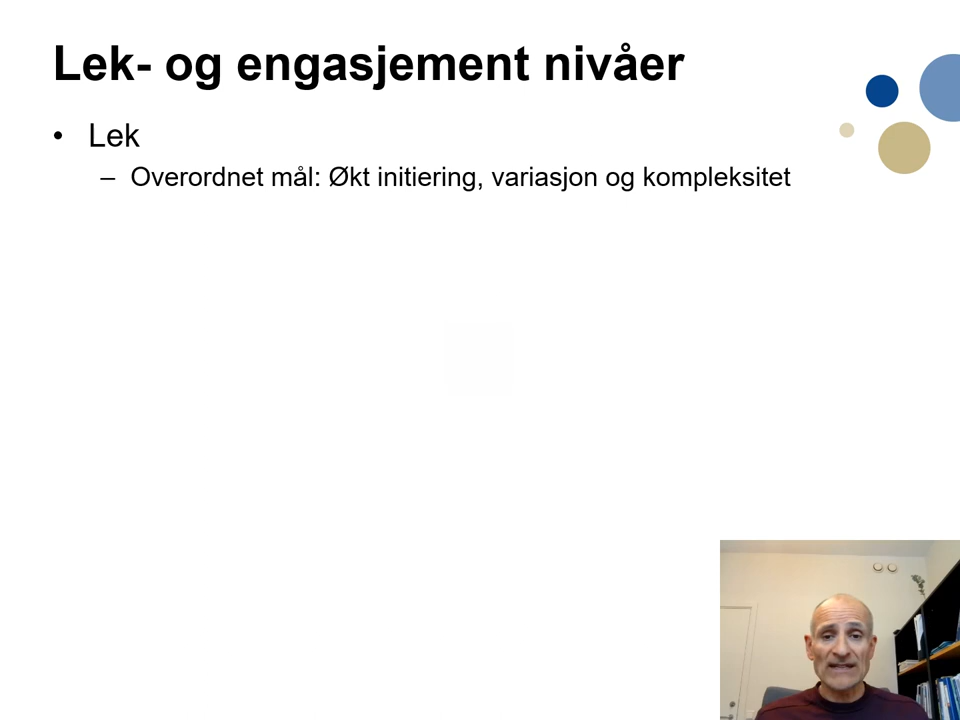 Lek- og engasjement nivåer
• Lek
– Overordnet mål: Økt initiering, variasjon og kompleksitet